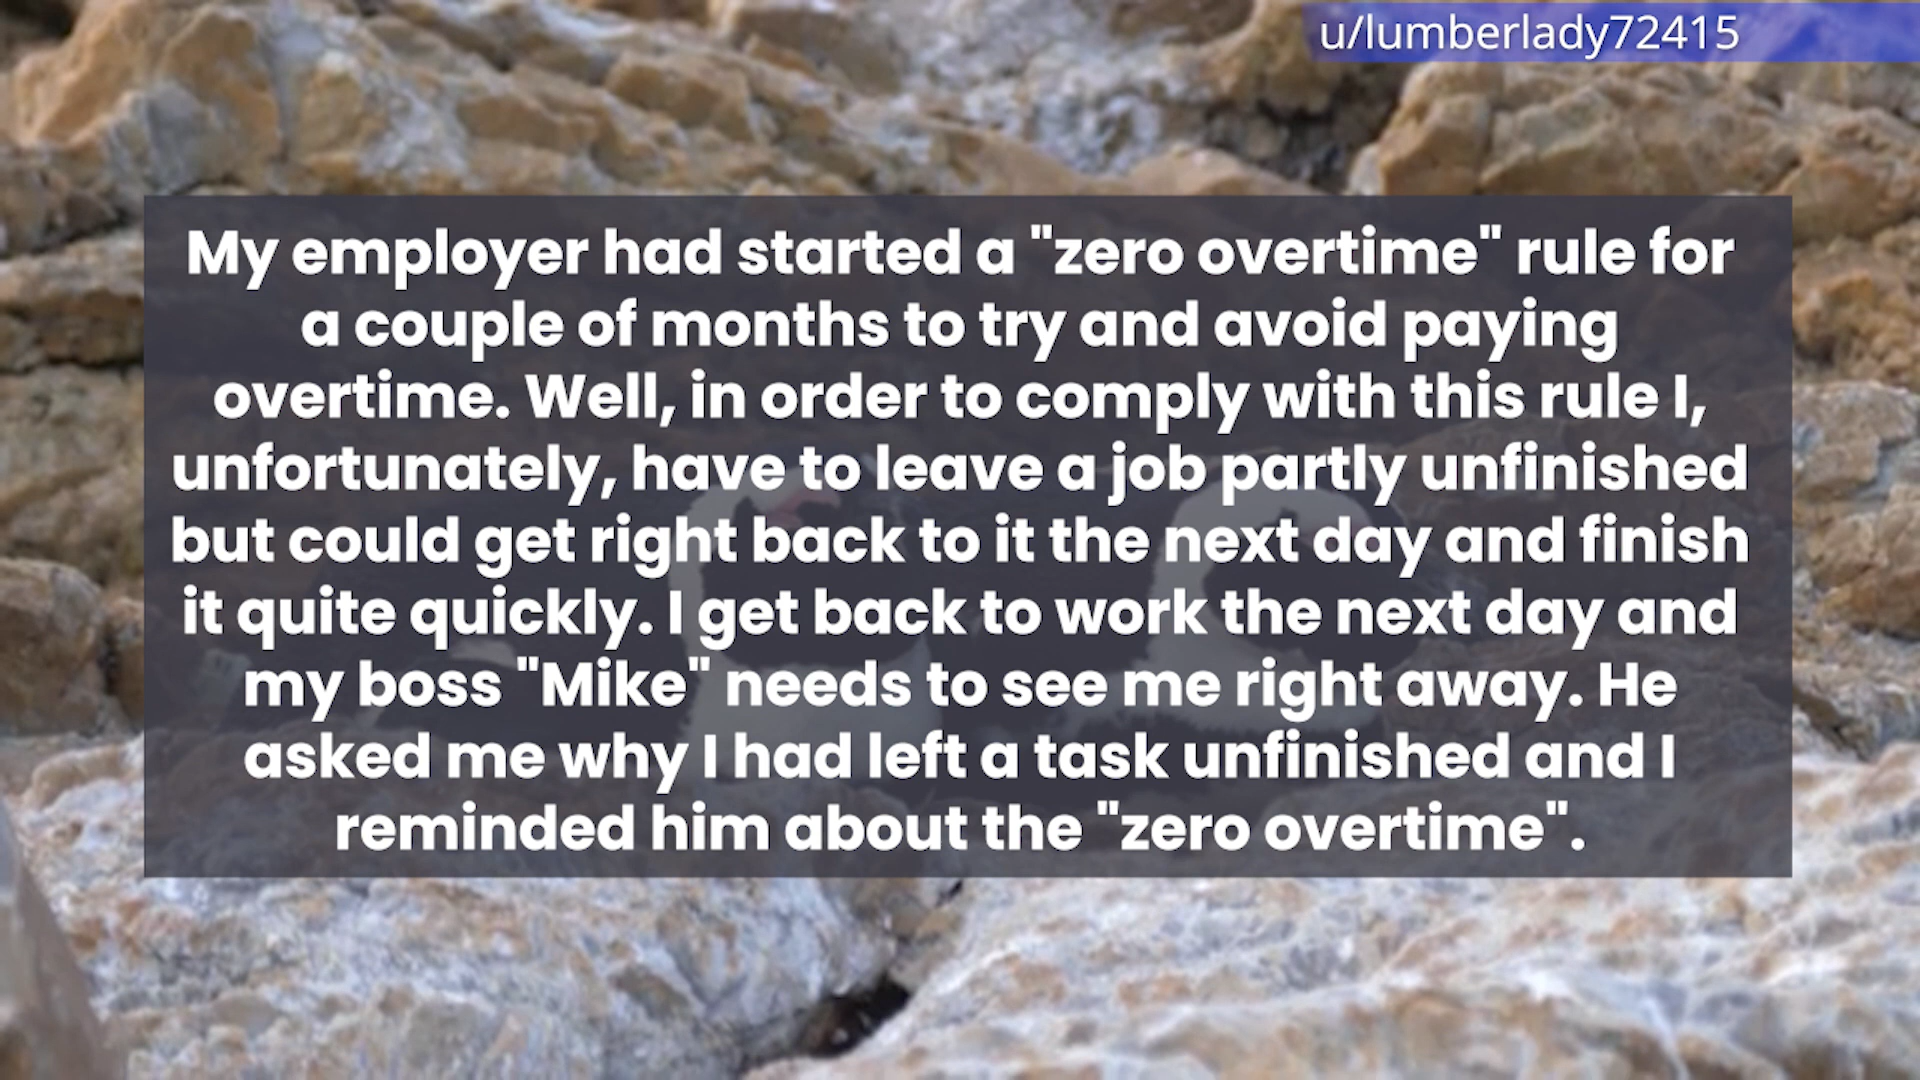 u/lumberlady72415
My employer had started a "zero overtime" rule for
a couple of months to try and avoid paying
overtime. Well, in order to comply with this rule I,
unfortunately, have to leave a job partly unfinished
but could get right back to it the next day and finish
it quite quickly. I get back to work the next day and
my boss "Mike" needs to see me right away. He
asked me why I had left a task unfinished and I
reminded him about the "zero overtime".